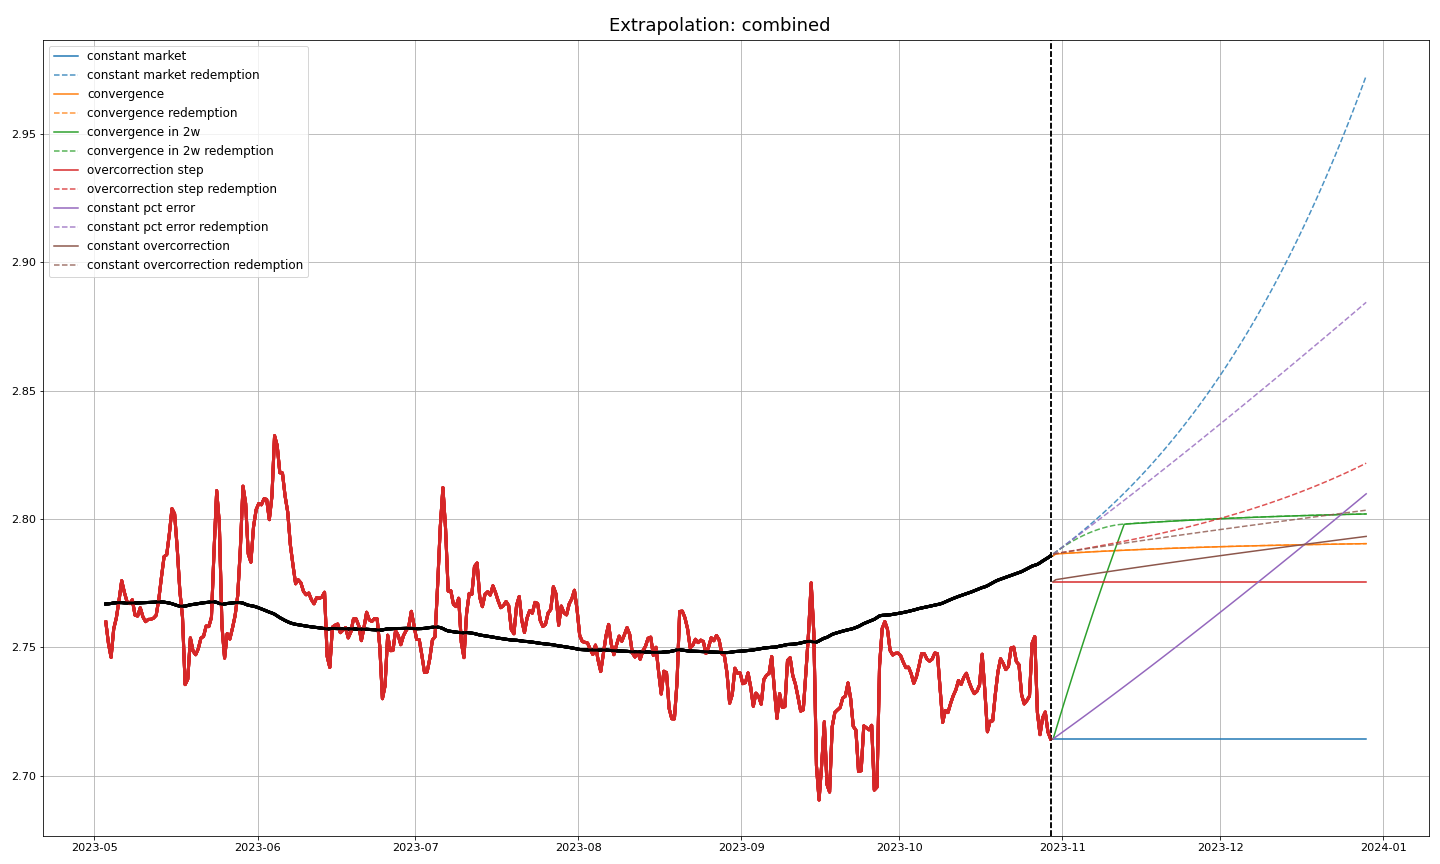 Extrapolation: combined
constant market
constant market redemption
convergence
convergence redemption
convergence in 2w
convergence in 2w redemption
overcorrection step
overcorrection step redemption
constant pct error
constant pct error redemption
constant overcorrection
constant overcorrection redemption
2.95
2.90
2.85
2.80
2.75
2.70
2023-05 2023-06 2023-07 2023-08 2023-09 2023-10 2023-11 2023-12 2024-01